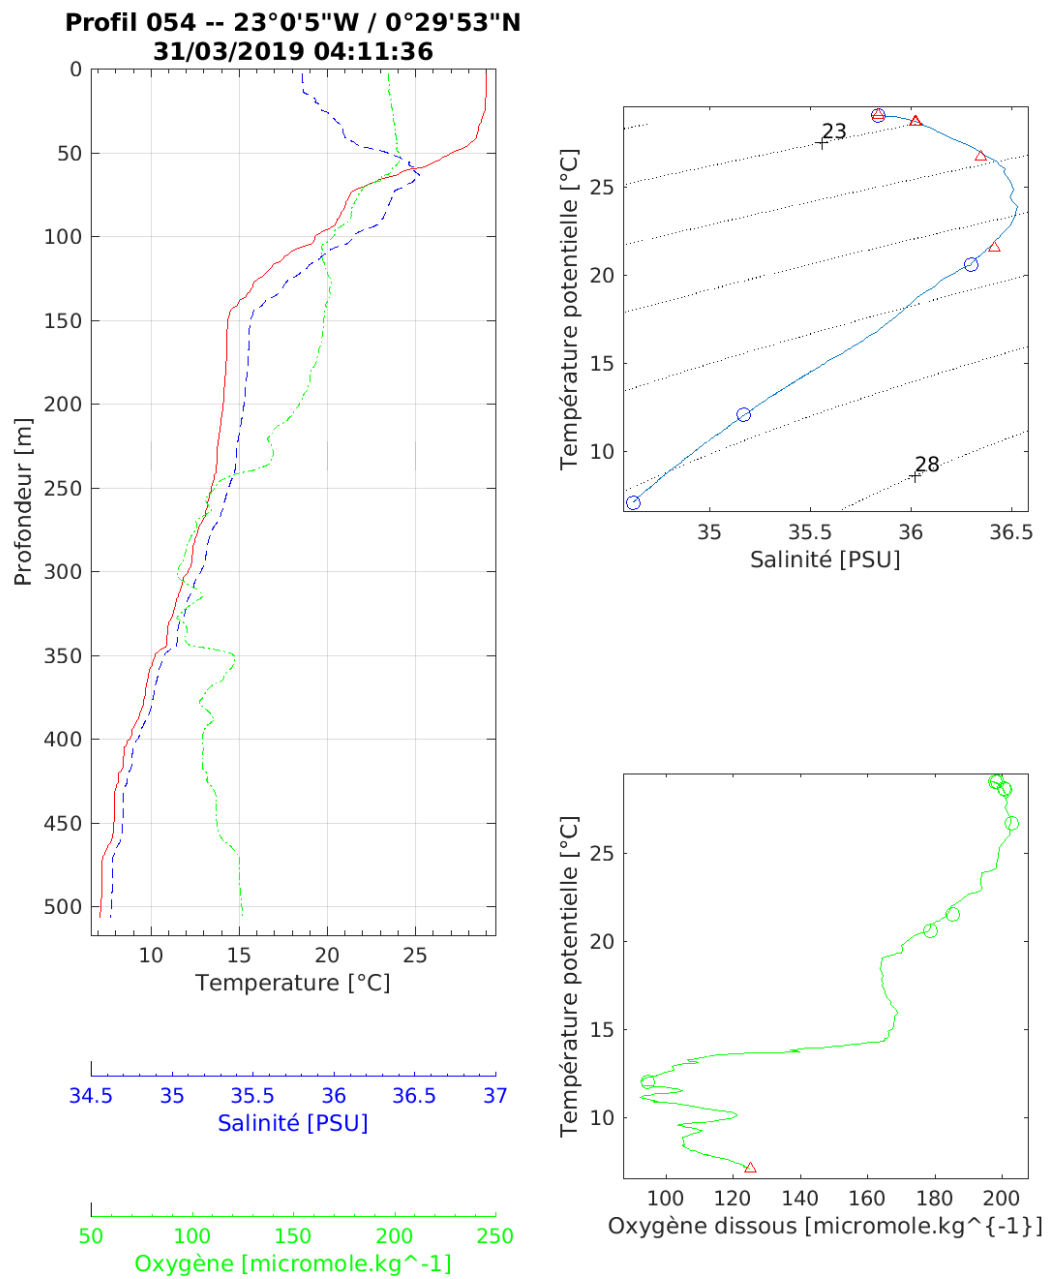 Profil 054 -- 23°0'5"W / 0°29'53"N
31/03/2019 04:11:36
0
50
100
150
200
250
300
350
400
450
500
Profondeur [m]
10 15 20 25
Temperature [°C]
34.5 35 35.5 36 36.5 37
Salinité [PSU]
50 100 150 200 250
Oxygène [micromole.kg^-1]
23
28
25
20
15
10
Température potentielle [°C]
35 35.5 36 36.5
Salinité [PSU]
25
20
15
10
Température potentielle [°C]
100 120 140 160 180 200
Oxygène dissous [micromole.kg^{-1}]